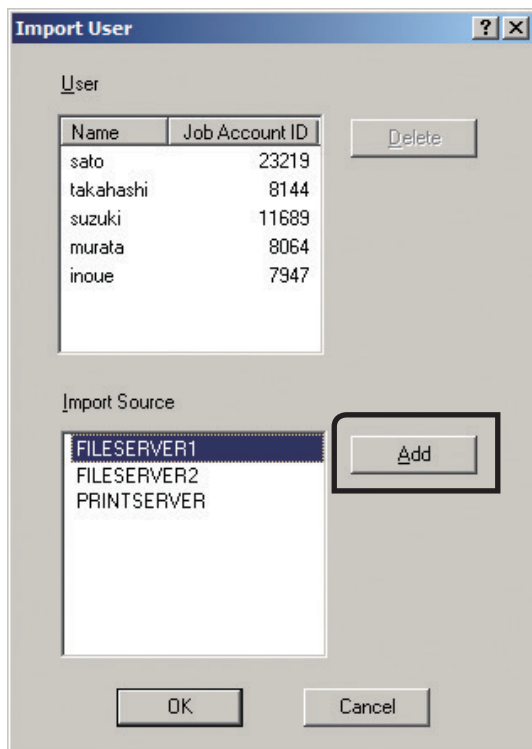 Import User
User
Name Job Account ID
Delete
sato 23219
takahashi 8144
suzuki 11689
murata 8064
inoue 7947
Import Source
FILESERVER1
Add
FILESERVER2
PRINTSERVER
OK Cancel